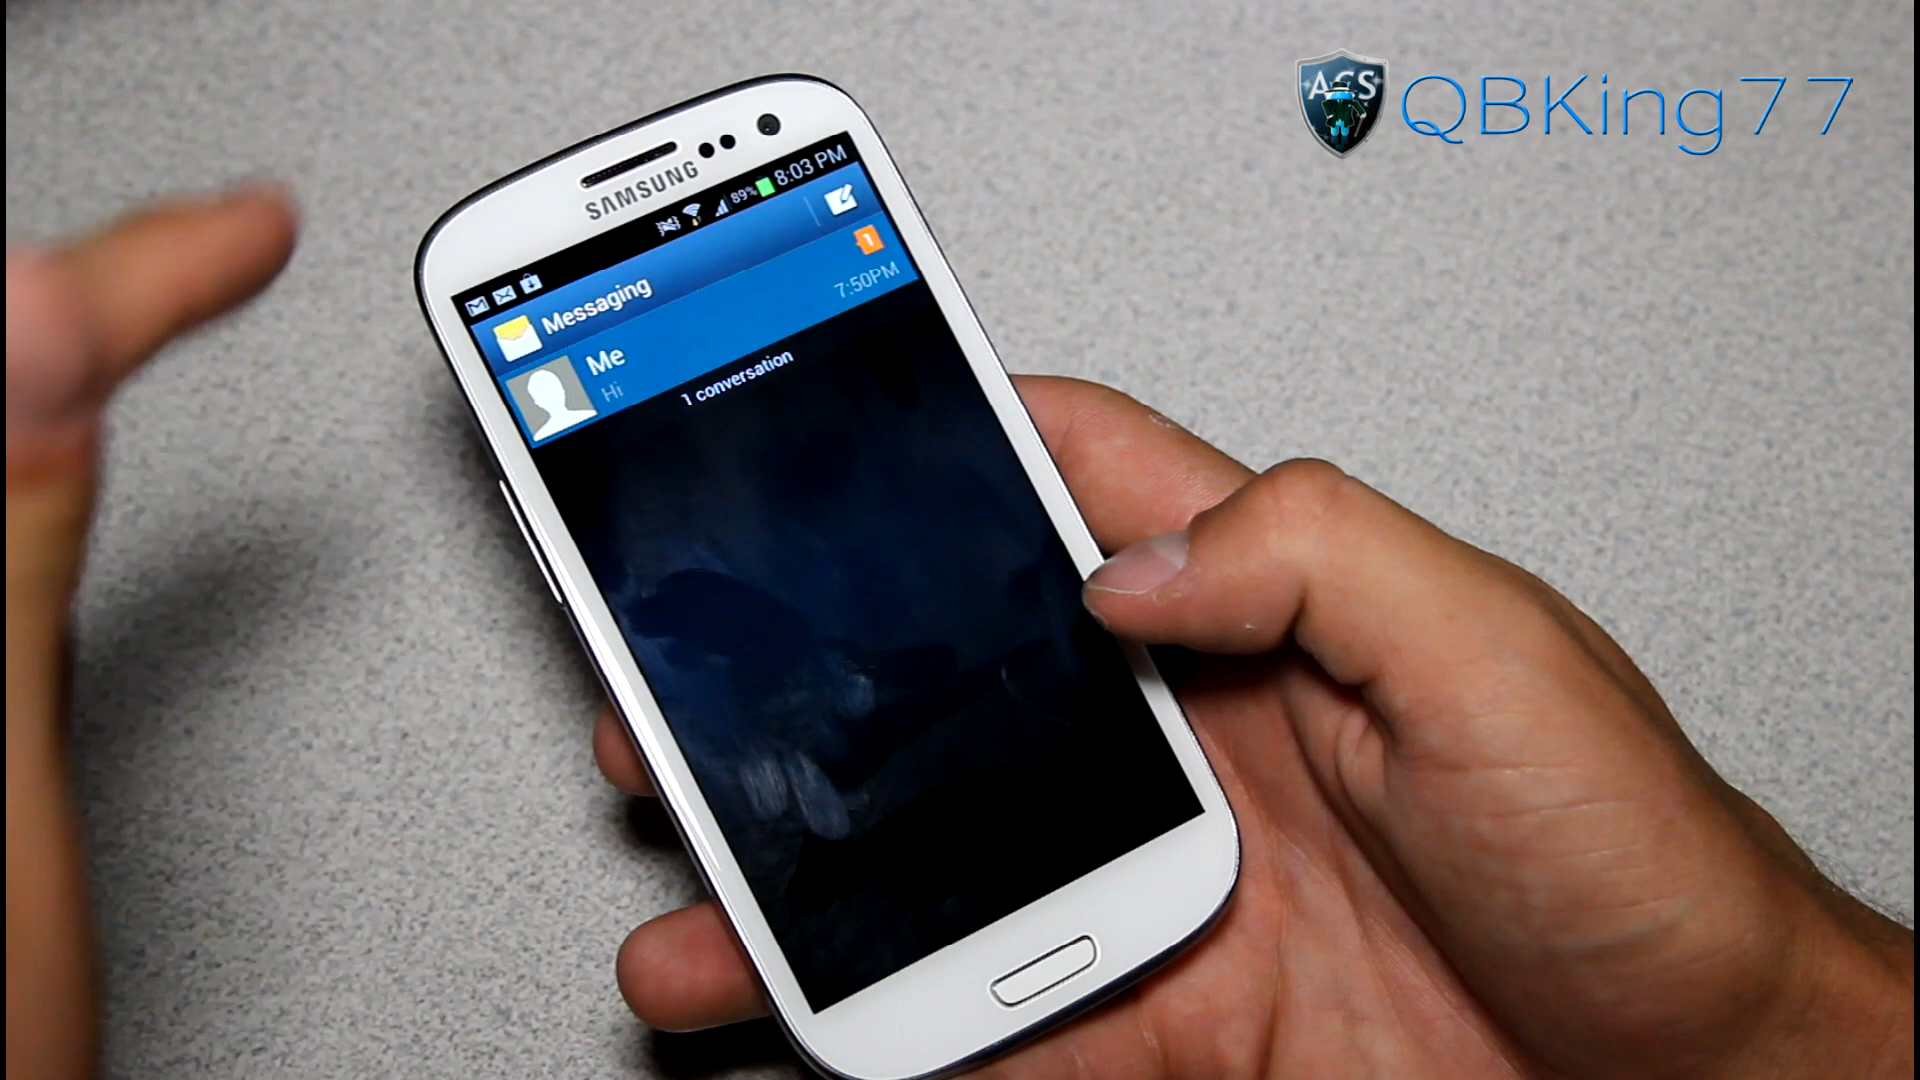 ACS QBKing77
SAMSUNG
89% 8:03 PM
Messaging
1
Me
7:50PM
Hi
1 conversation